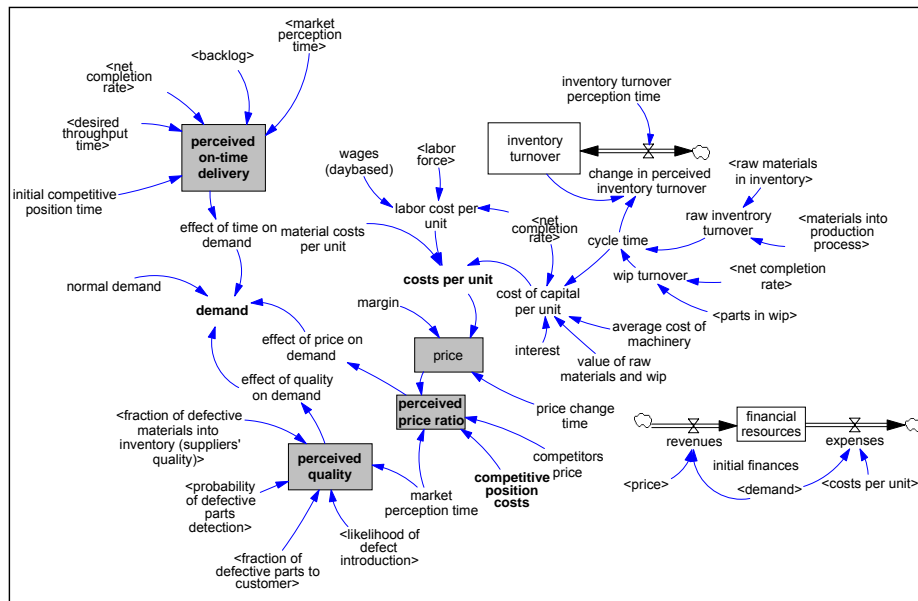 <market
perception
time>
<backlog>
<net
completion
rate>
<desired
throughput
time>
perceived
on-time
delivery
initial competitive
position time
effect of time on
demand
normal demand
demand
wages
(daybased)
<labor
force>
labor cost per
unit
material costs
per unit
<net
completion
rate>
costs per unit
inventory turnover
perception time
inventory
turnover
change in perceived
inventory turnover
<raw materials
in inventory>
raw inventrory
turnover
<materials into
production
process>
cycle time
wip turnover
<net completion
rate>
<parts in wip>
cost of capital
per unit
average cost of
machinery
interest
value of raw
materials and wip
margin
price
effect of price on
demand
price change
time
perceived
price ratio
competitors
price
competitive
position
costs
market
perception time
effect of quality
on demand
<fraction of defective
materials into
inventory (suppliers'
quality)>
perceived
quality
<probability of
defective parts
detection>
<fraction of
defective parts to
customer>
<likelihood of
defect
introduction>
financial
resources
revenues
expenses
initial finances
<price>
<demand>
<costs per unit>